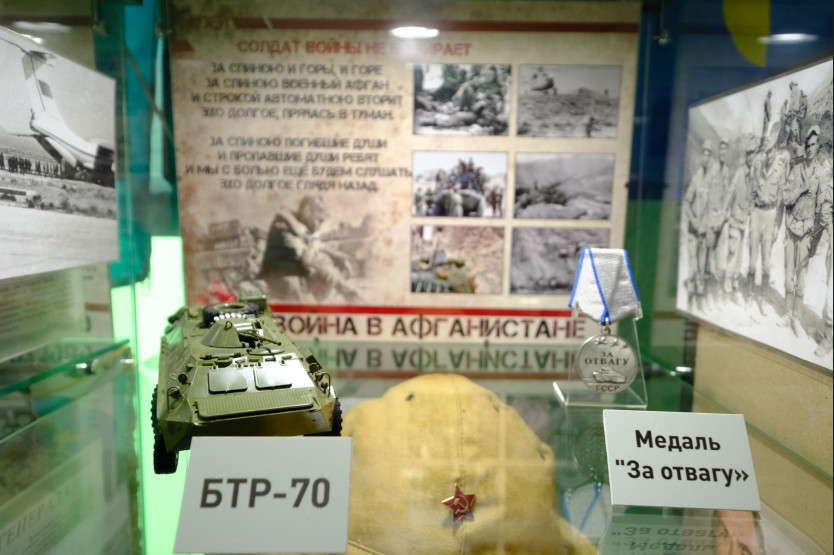 СОЛДАТ ВОЙНЫ НЕ ВЫБИРАЕТ
ЗА СПИНОЮ И ГОРЫ, И ГОРЕ
ЗА СПИНОЮ ВОЕННЫЙ АФГАН
И СТРОКОЙ АВТОМАТНОЮ ВТОРИТ
ЭХО ДОЛГОЕ, ПРЯЧАСЬ В ТУМАН.
ЗА СПИНОЮ ПОГИБШИЕ ДУШИ
И ПРОПАВШИЕ ДУШИ РЕБЯТ
И МЫ С БОЛЬЮ ЕЩЁ БУДЕМ СЛУШАТЬ
ЭХО ДОЛГОЕ ГЛЯДЯ НАЗАД.
ВОЙНА В АФГАНИСТАНЕ
ЗА
ОТВАГУ
СССР
БТР-70
Медаль
"За отвагу»